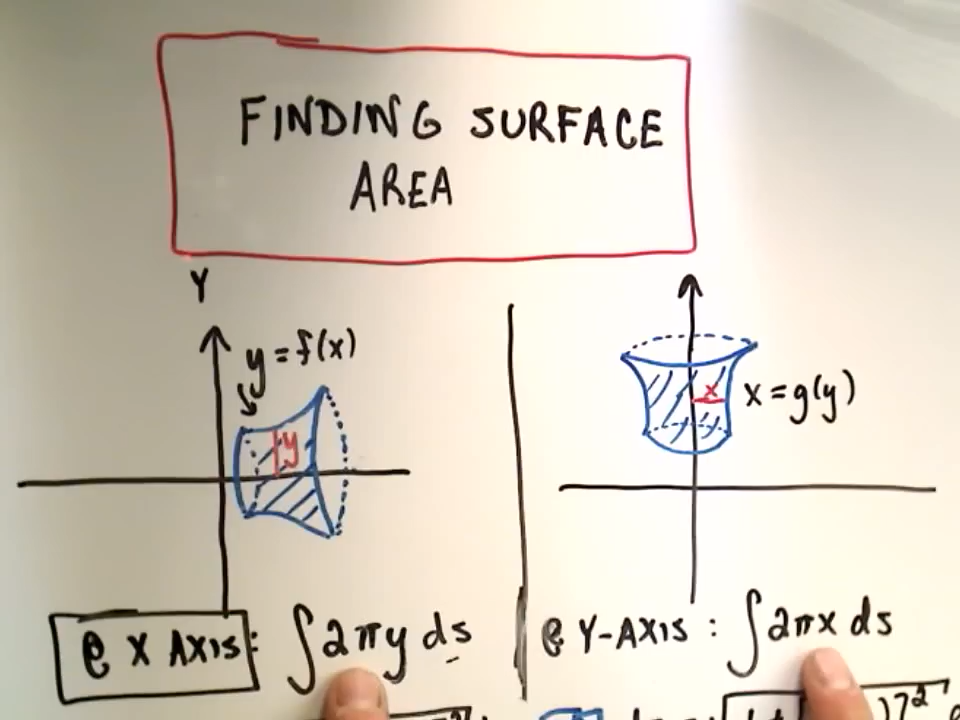 FINDING SURFACE
AREA
Y
y = f(x)
y
@ X AXIS: ∫2πy ds
x
x = g(y)
@ Y-AXIS : ∫2πx ds